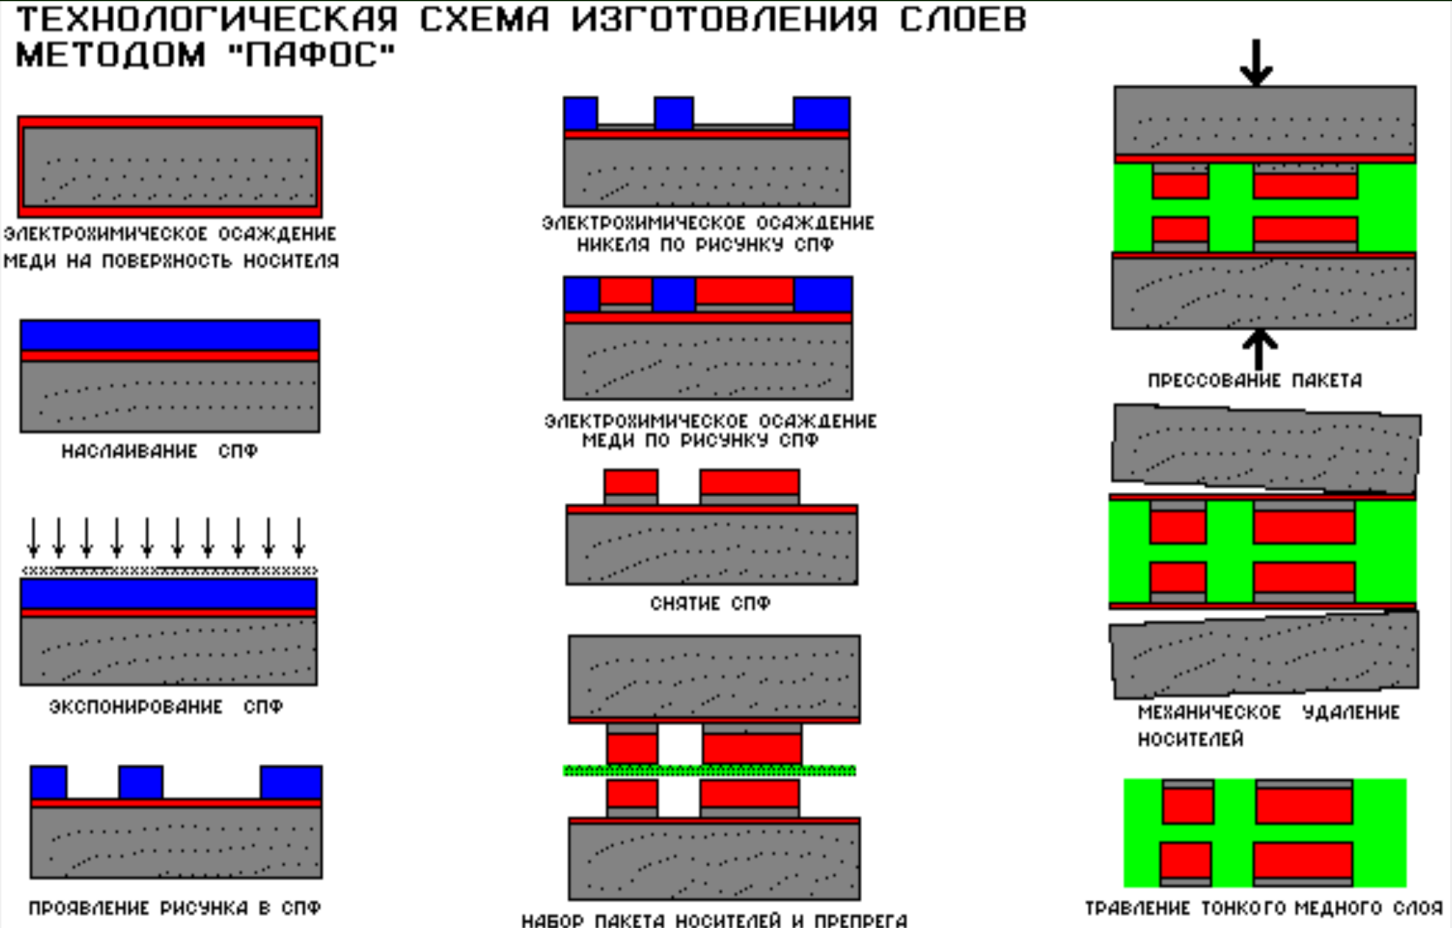 ТЕХНОЛОГИЧЕСКАЯ СХЕМА ИЗГОТОВЛЕНИЯ СЛОЕВ
МЕТОДОМ "ПАФОС"
ЭЛЕКТРОХИМИЧЕСКОЕ ОСАЖДЕНИЕ
МЕДИ НА ПОВЕРХНОСТЬ НОСИТЕЛЯ
НАСЛАИВАНИЕ СПФ
ЭКСПОНИРОВАНИЕ СПФ
ПРОЯВЛЕНИЕ РИСУНКА В СПФ
ЭЛЕКТРОХИМИЧЕСКОЕ ОСАЖДЕНИЕ
НИКЕЛЯ ПО РИСУНКУ СПФ
ЭЛЕКТРОХИМИЧЕСКОЕ ОСАЖДЕНИЕ
МЕДИ ПО РИСУНКУ СПФ
СНЯТИЕ СПФ
НАБОР ПАКЕТА НОСИТЕЛЕЙ И ПРЕПРЕГА
ПРЕССОВАНИЕ ПАКЕТА
МЕХАНИЧЕСКОЕ УДАЛЕНИЕ
НОСИТЕЛЕЙ
ТРАВЛЕНИЕ ТОНКОГО МЕДНОГО СЛОЯ